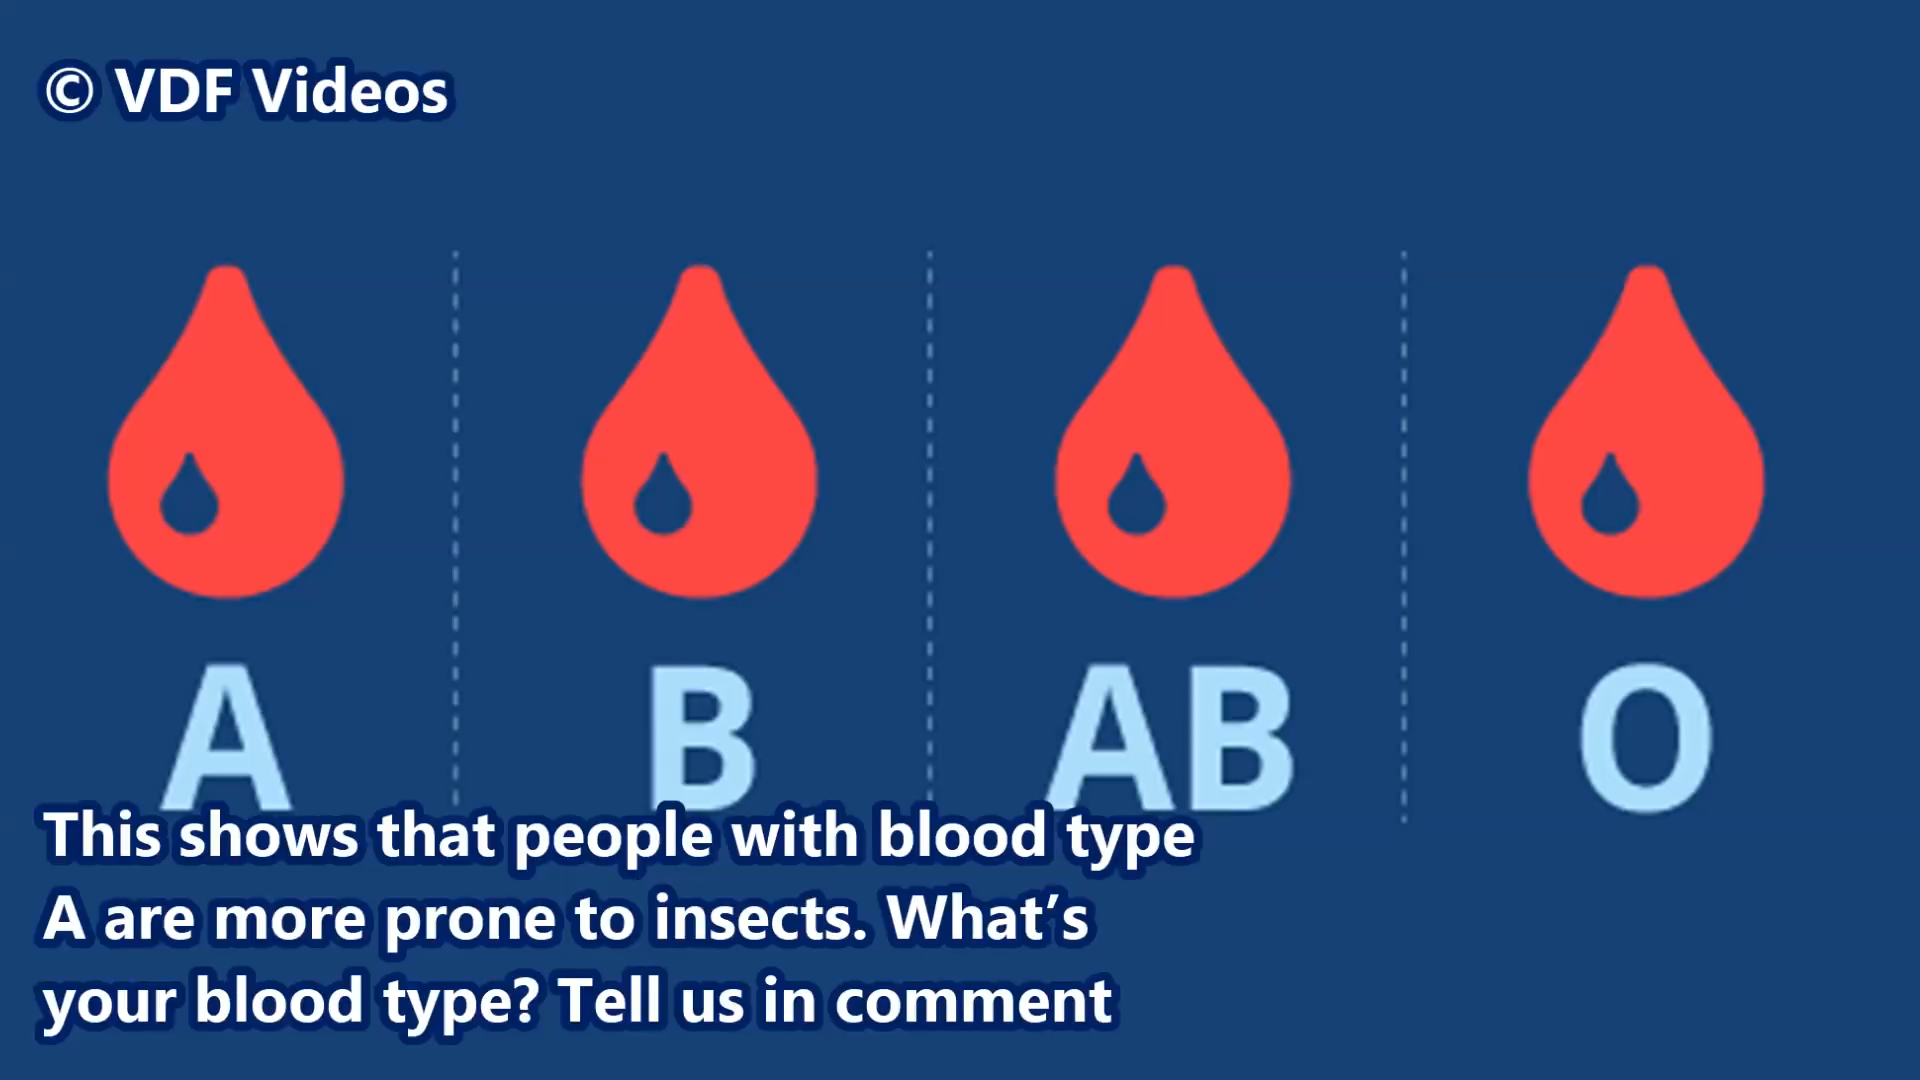 © VDF Videos
A
B
AB
O
This shows that people with blood type
A are more prone to insects. What’s
your blood type? Tell us in comment